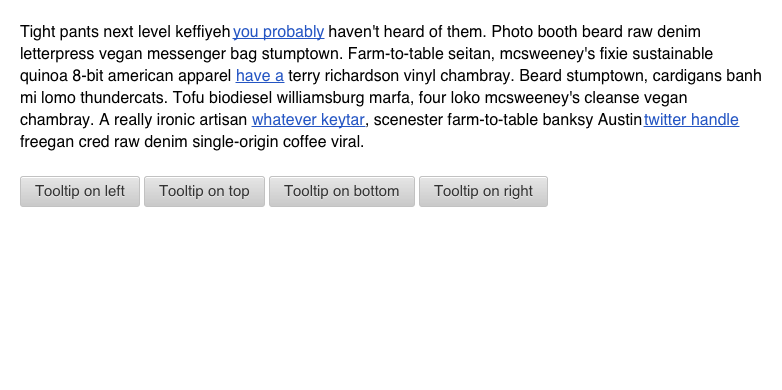 Tight pants next level keffiyeh you probably haven't heard of them. Photo booth beard raw denim
letterpress vegan messenger bag stumptown. Farm-to-table seitan, mcsweeney's fixie sustainable
quinoa 8-bit american apparel have a terry richardson vinyl chambray. Beard stumptown, cardigans banh
mi lomo thundercats. Tofu biodiesel williamsburg marfa, four loko mcsweeney's cleanse vegan
chambray. A really ironic artisan whatever keytar, scenester farm-to-table banksy Austin twitter handle
freegan cred raw denim single-origin coffee viral.
Tooltip on left Tooltip on top Tooltip on bottom Tooltip on right